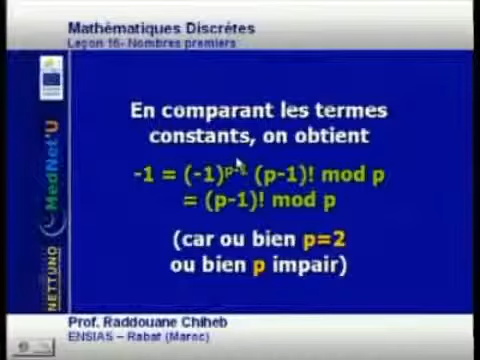 Mathématiques Discrètes
Leçon 16- Nombres premiers
En comparant les termes
constants, on obtient
-1 = (-1)ᵖ⁻¹ (p-1)! mod p
= (p-1)! mod p
(car ou bien p=2
ou bien p impair)
NETTUNO MedNet'U
Prof. Raddouane Chiheb
ENSIAS – Rabat (Maroc)